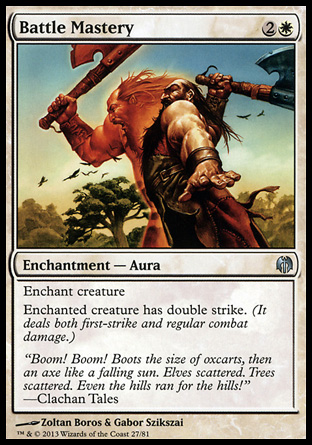 Battle Mastery 2
Enchantment — Aura
Enchant creature
Enchanted creature has double strike. (It
deals both first-strike and regular combat
damage.)
“Boom! Boom! Boots the size of oxcarts, then
an axe like a falling sun. Elves scattered. Trees
scattered. Even the hills ran for the hills!”
—Clachan Tales
Zoltan Boros & Gabor Szikszai
™ & © 2013 Wizards of the Coast 27/81